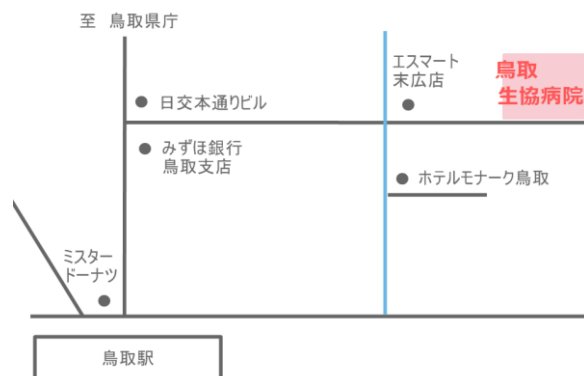 至 鳥取県庁
エスマート
末広店
鳥取
生協病院
日交本通りビル
みずほ銀行
鳥取支店
ホテルモナーク鳥取
ミスター
ドーナツ
鳥取駅